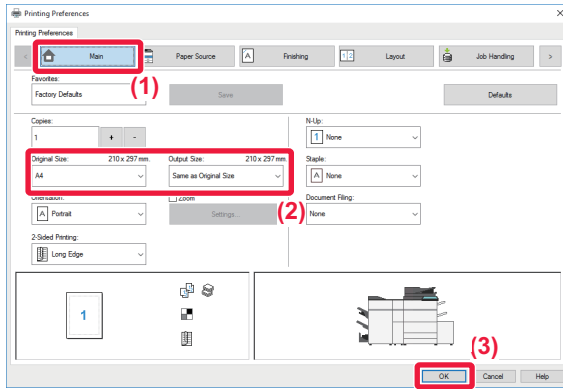 Printing Preferences
Printing Preferences
Main
Paper Source
Finishing
Layout
Job Handling
(1)
Favorites:
Factory Defaults
Save
Defaults
Copies:
1
+ -
N-Up:
1 None
Original Size: 210 x 297 mm.
A4
Output Size: 210 x 297 mm.
Same as Original Size
Staple:
A None
(2)
Orientation:
A Portrait
Zoom
Settings...
Document Filing:
None
2-Sided Printing:
Long Edge
1
(3)
OK
Cancel
Help